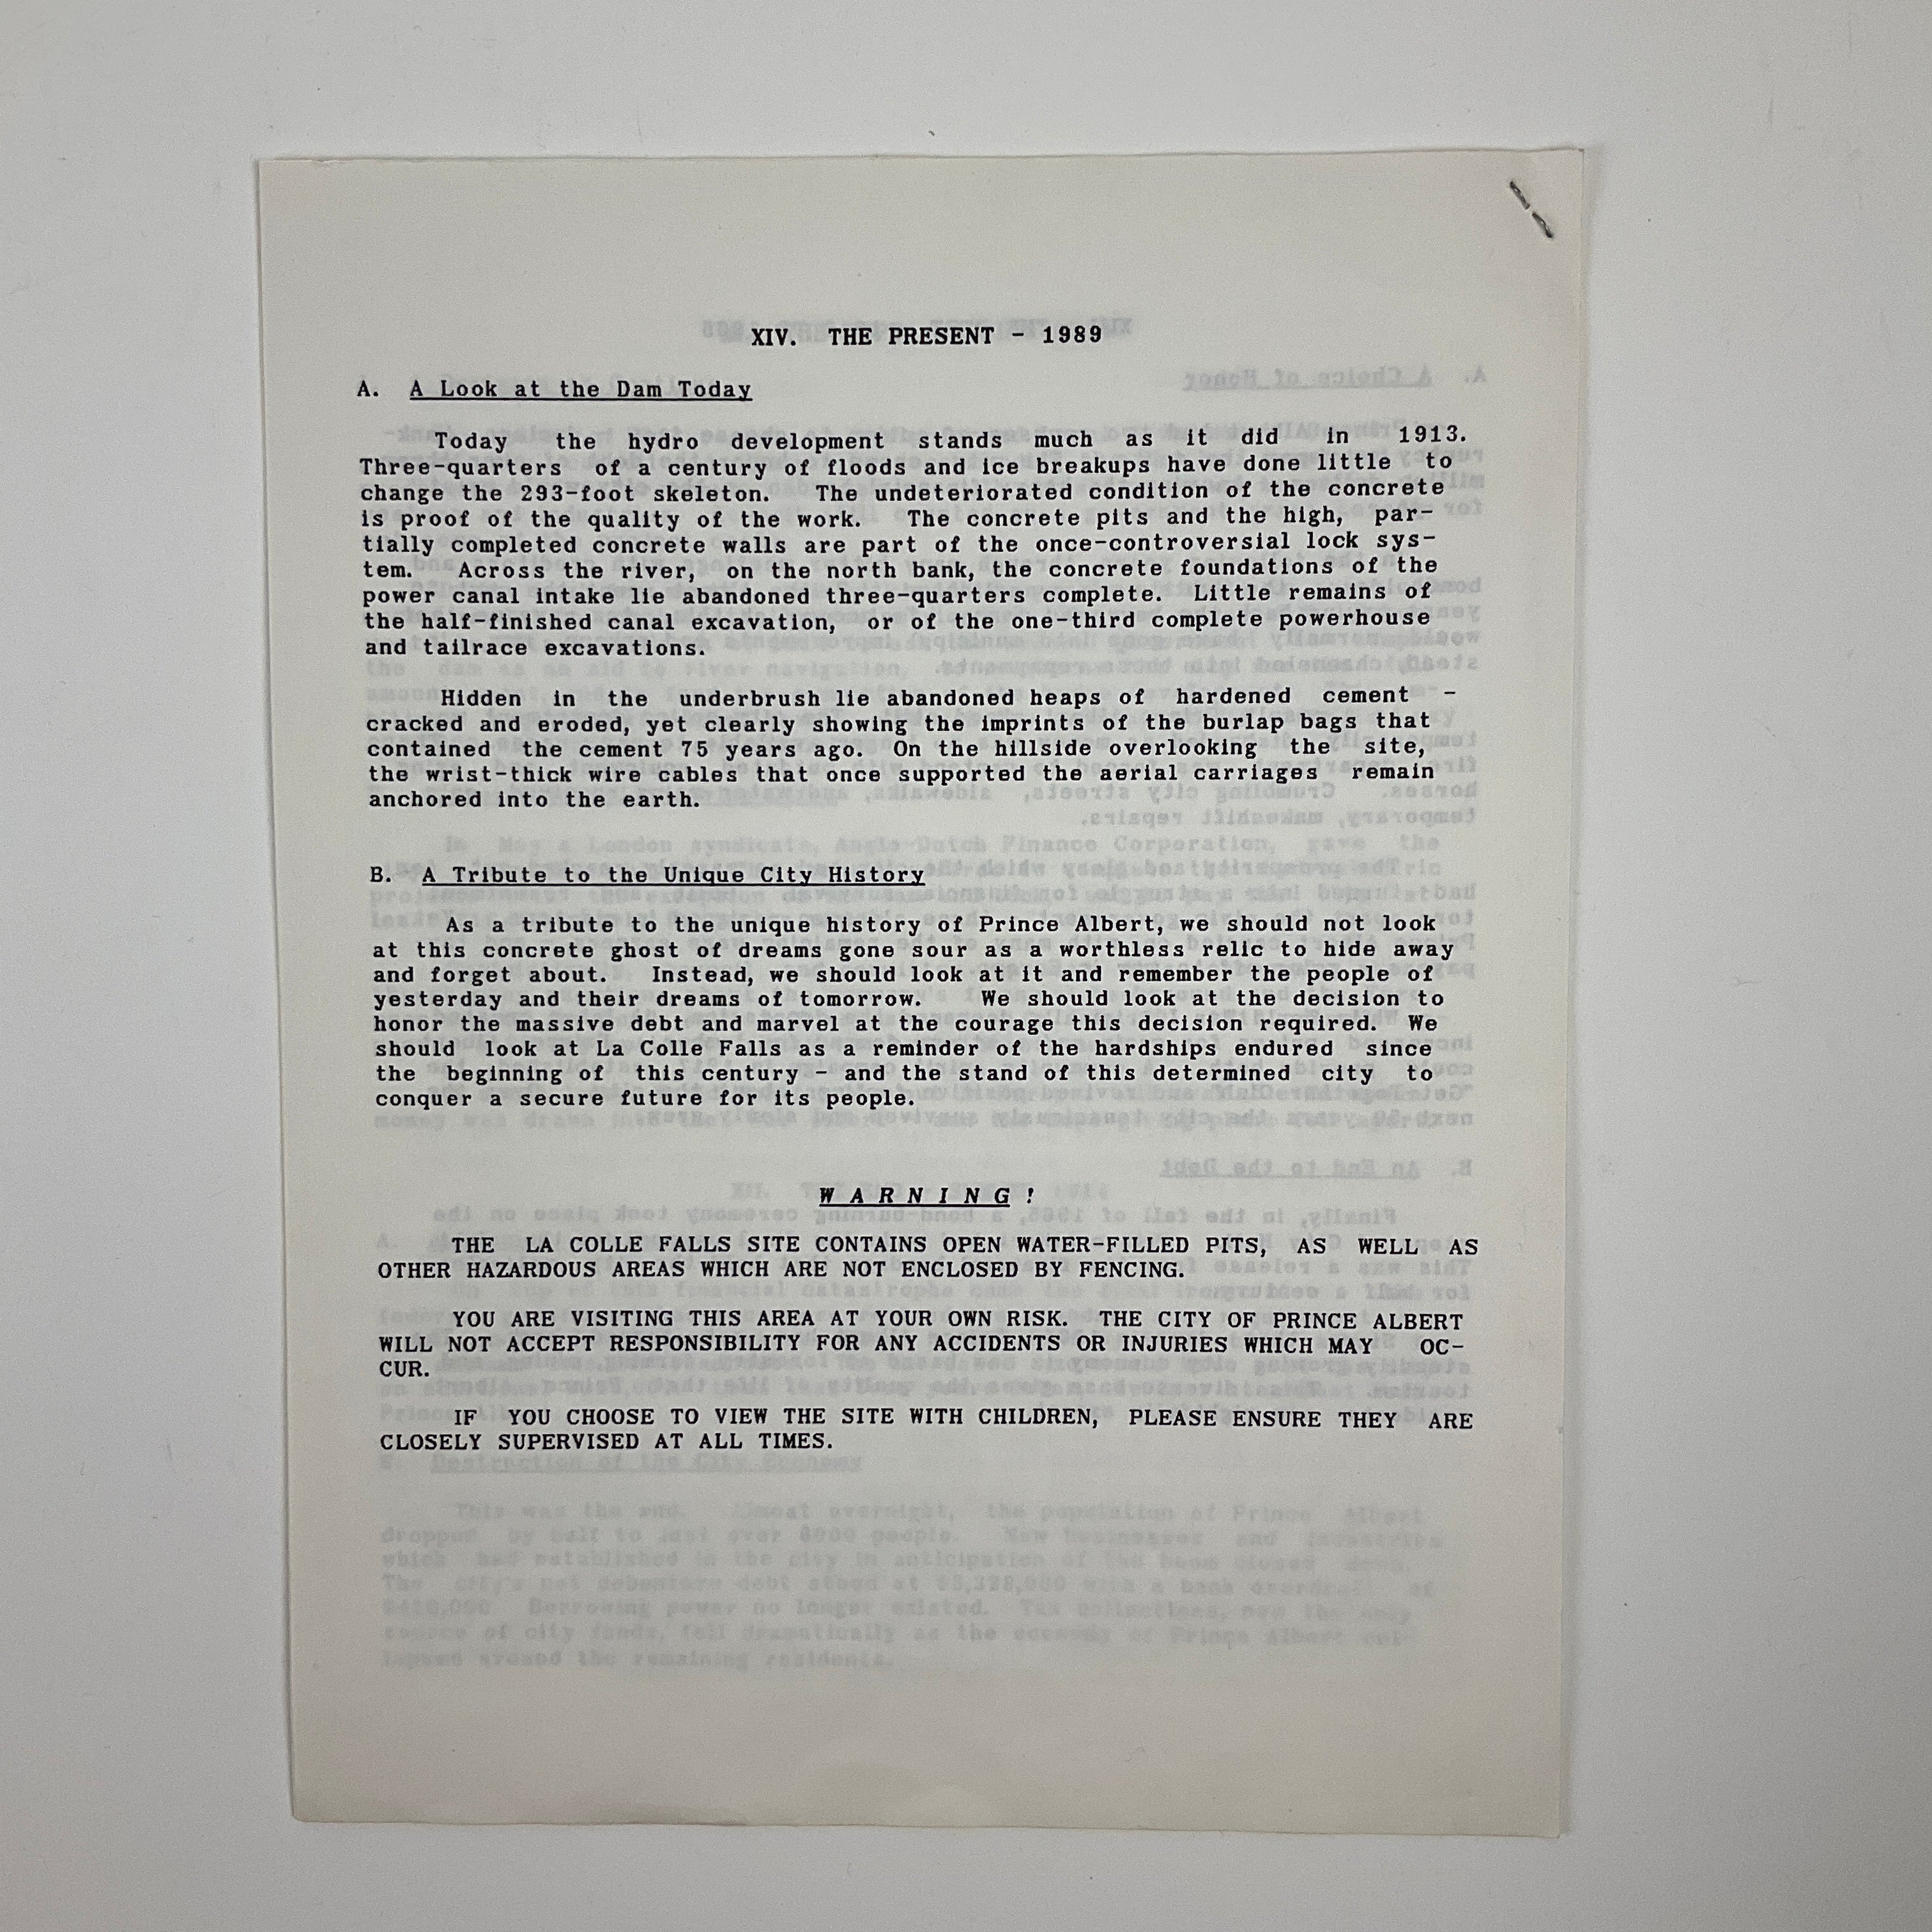 XIV. THE PRESENT - 1989
A. A Look at the Dam Today
Today the hydro development stands much as it did in 1913.
Three-quarters of a century of floods and ice breakups have done little to
change the 293-foot skeleton. The undeteriorated condition of the concrete
is proof of the quality of the work. The concrete pits and the high, par-
tially completed concrete walls are part of the once-controversial lock sys-
tem. Across the river, on the north bank, the concrete foundations of the
power canal intake lie abandoned three-quarters complete. Little remains of
the half-finished canal excavation, or of the one-third complete powerhouse
and tailrace excavations.
Hidden in the underbrush lie abandoned heaps of hardened cement -
cracked and eroded, yet clearly showing the imprints of the burlap bags that
contained the cement 75 years ago. On the hillside overlooking the site,
the wrist-thick wire cables that once supported the aerial carriages remain
anchored into the earth.
B. A Tribute to the Unique City History
As a tribute to the unique history of Prince Albert, we should not look
at this concrete ghost of dreams gone sour as a worthless relic to hide away
and forget about. Instead, we should look at it and remember the people of
yesterday and their dreams of tomorrow. We should look at the decision to
honor the massive debt and marvel at the courage this decision required. We
should look at La Colle Falls as a reminder of the hardships endured since
the beginning of this century - and the stand of this determined city to
conquer a secure future for its people.
W A R N I N G !
THE LA COLLE FALLS SITE CONTAINS OPEN WATER-FILLED PITS, AS WELL AS
OTHER HAZARDOUS AREAS WHICH ARE NOT ENCLOSED BY FENCING.
YOU ARE VISITING THIS AREA AT YOUR OWN RISK. THE CITY OF PRINCE ALBERT
WILL NOT ACCEPT RESPONSIBILITY FOR ANY ACCIDENTS OR INJURIES WHICH MAY OC-
CUR.
IF YOU CHOOSE TO VIEW THE SITE WITH CHILDREN, PLEASE ENSURE THEY ARE
CLOSELY SUPERVISED AT ALL TIMES.